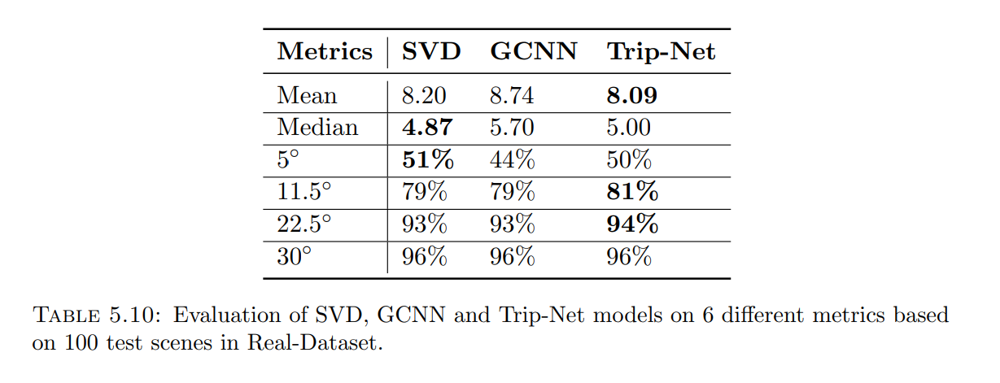 Metrics SVD GCNN Trip-Net
Mean 8.20 8.74 8.09
Median 4.87 5.70 5.00
5° 51% 44% 50%
11.5° 79% 79% 81%
22.5° 93% 93% 94%
30° 96% 96% 96%
TABLE 5.10: Evaluation of SVD, GCNN and Trip-Net models on 6 different metrics based
on 100 test scenes in Real-Dataset.